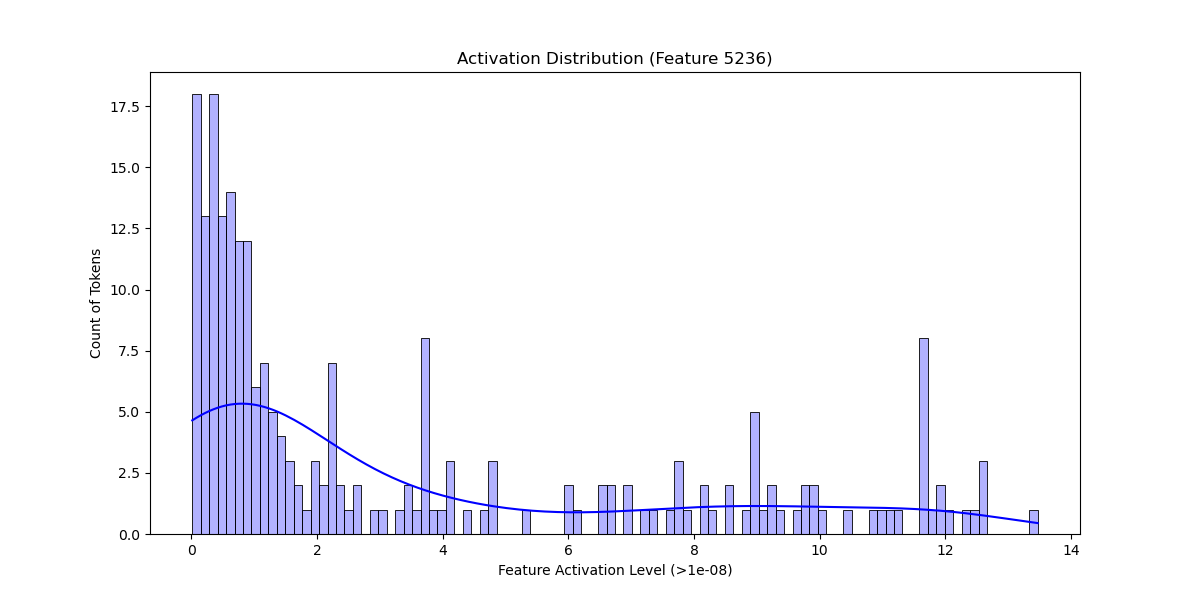 Activation Distribution (Feature 5236)
17.5
15.0
12.5
10.0
7.5
5.0
2.5
0.0
Count of Tokens
0 2 4 6 8 10 12 14
Feature Activation Level (>1e-08)